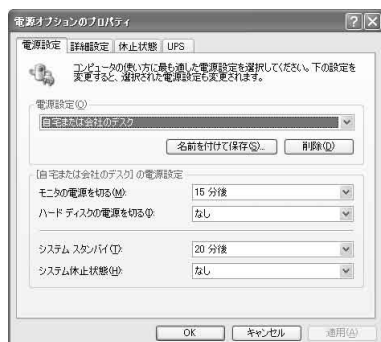 電源オプションのプロパティ
電源設定 詳細設定 休止状態 UPS
コンピュータの使い方に最も適した電源設定を選択してください。下の設定を
変更すると、選択された電源設定も変更されます。
電源設定(O)
自宅または会社のデスク
名前を付けて保存(S)... 削除(D)
[自宅または会社のデスク] の電源設定
モニタの電源を切る(M): 15 分後
ハード ディスクの電源を切る(I): なし
システム スタンバイ(T): 20 分後
システム休止状態(H): なし
OK キャンセル 適用(A)